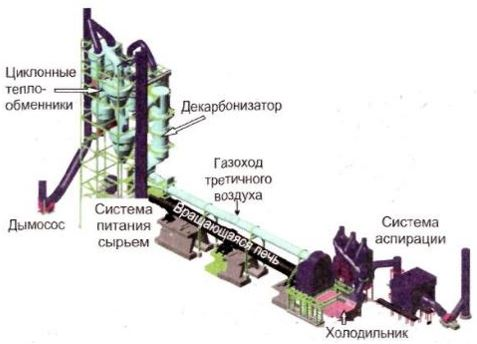 Циклонные
тепло-
обменники
Декарбонизатор
Газоход
третичного
воздуха
Дымосос
Система
питания
сырьем
Вращающаяся печь
Система
аспирации
Холодильник